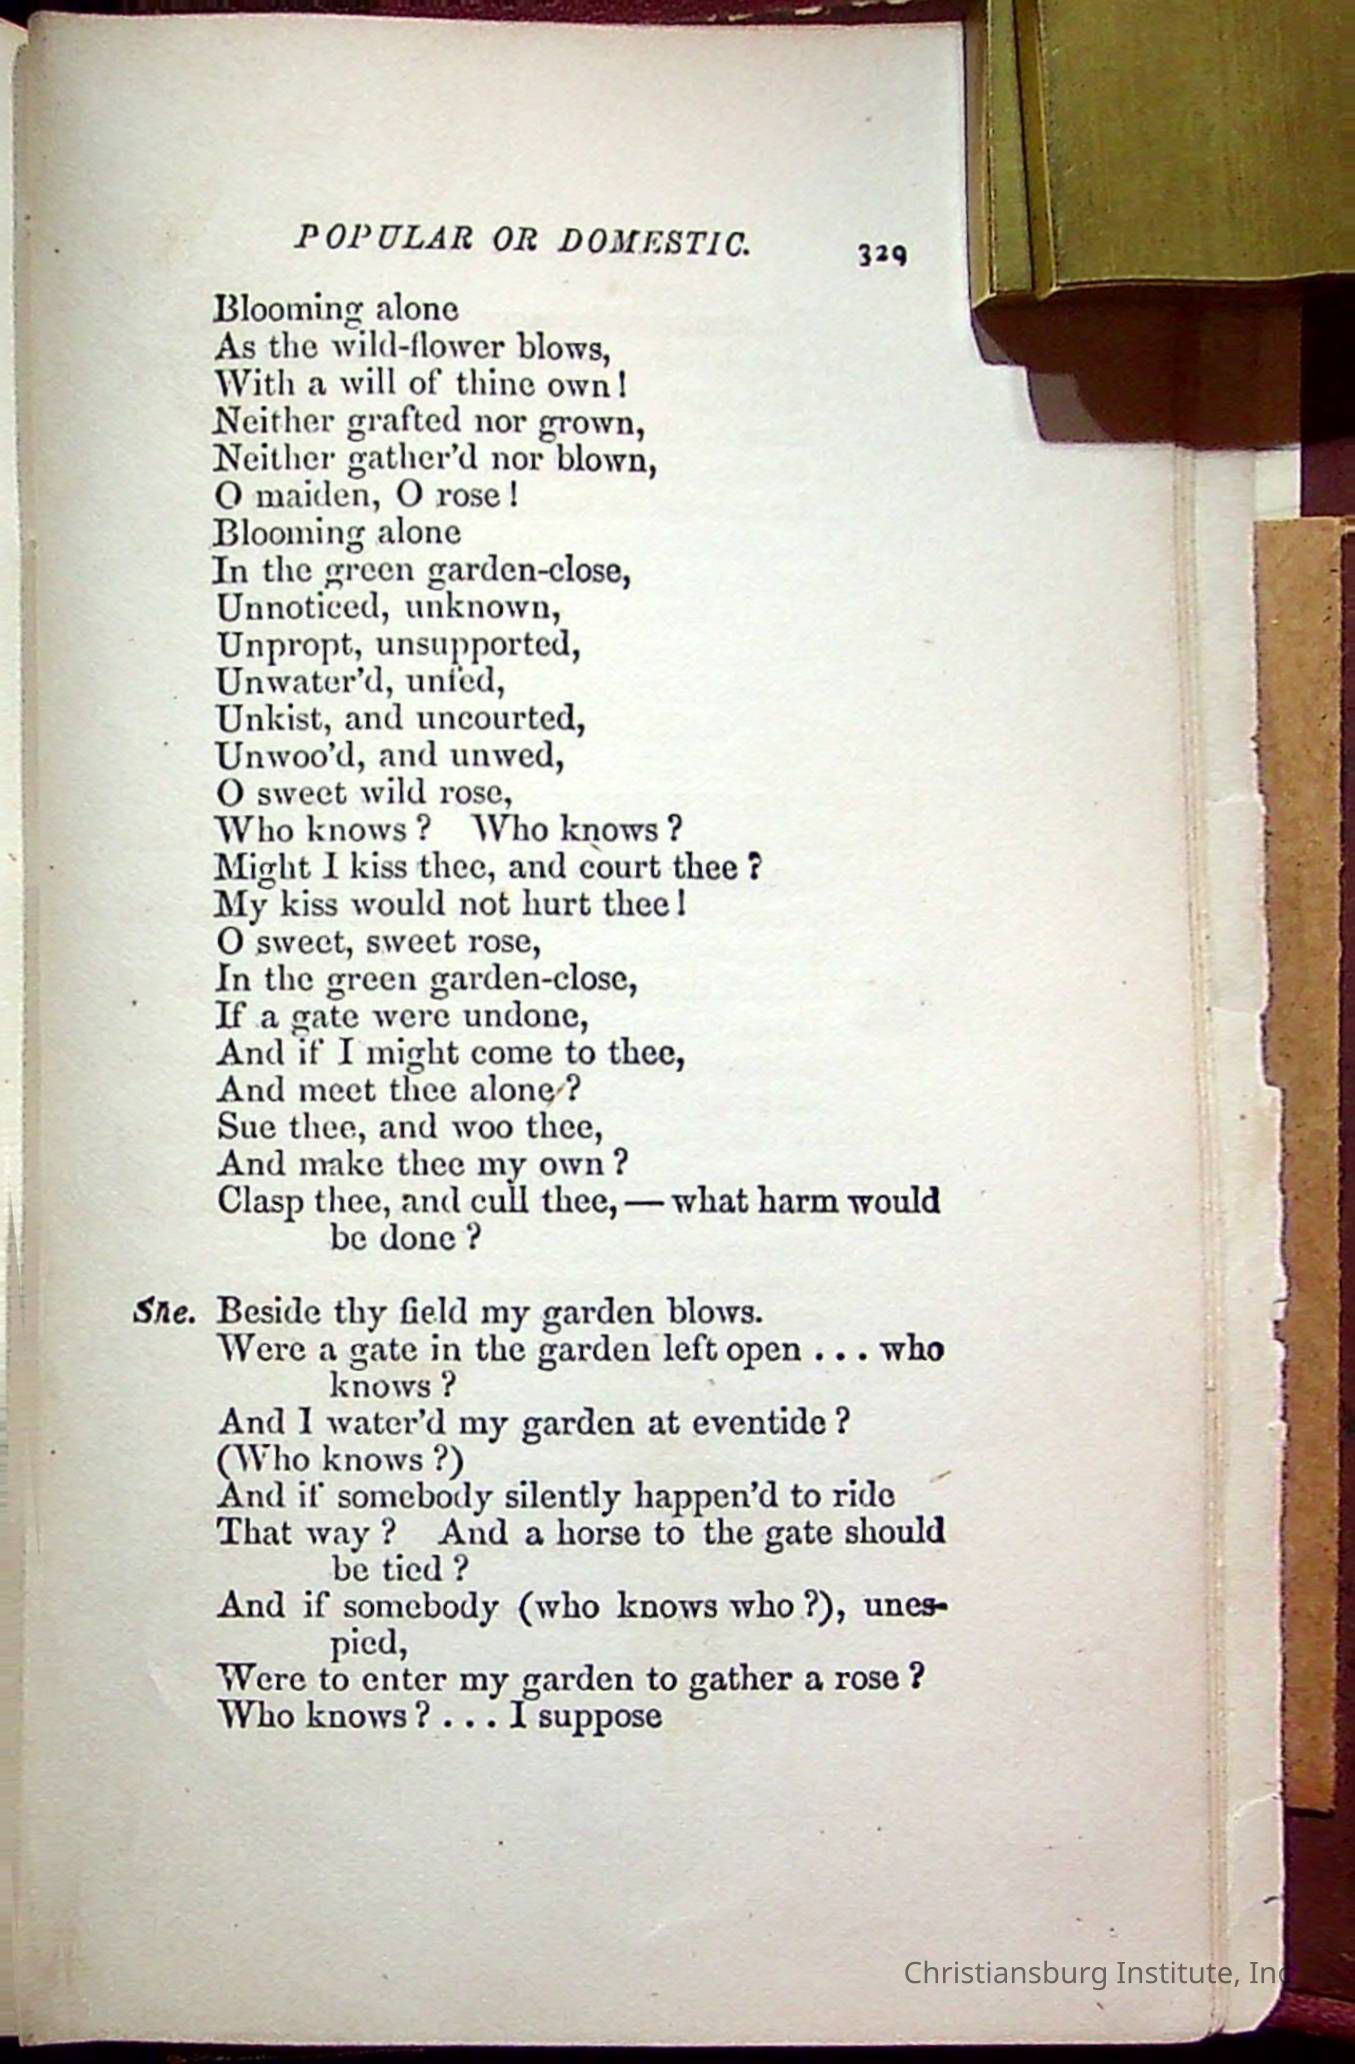 POPULAR OR DOMESTIC. 329
Blooming alone
As the wild-flower blows,
With a will of thine own!
Neither grafted nor grown,
Neither gather'd nor blown,
O maiden, O rose!
Blooming alone
In the green garden-close,
Unnoticed, unknown,
Unpropt, unsupported,
Unwater'd, unfed,
Unkist, and uncourted,
Unwoo'd, and unwed,
O sweet wild rose,
Who knows? Who knows?
Might I kiss thee, and court thee?
My kiss would not hurt thee!
O sweet, sweet rose,
In the green garden-close,
If a gate were undone,
And if I might come to thee,
And meet thee alone?
Sue thee, and woo thee,
And make thee my own?
Clasp thee, and cull thee, — what harm would
be done?
She. Beside thy field my garden blows.
Were a gate in the garden left open . . . who
knows?
And I water'd my garden at eventide?
(Who knows?)
And if somebody silently happen'd to ride
That way? And a horse to the gate should
be tied?
And if somebody (who knows who?), unes-
pied,
Were to enter my garden to gather a rose?
Who knows? . . . I suppose
Christiansburg Institute, Inc